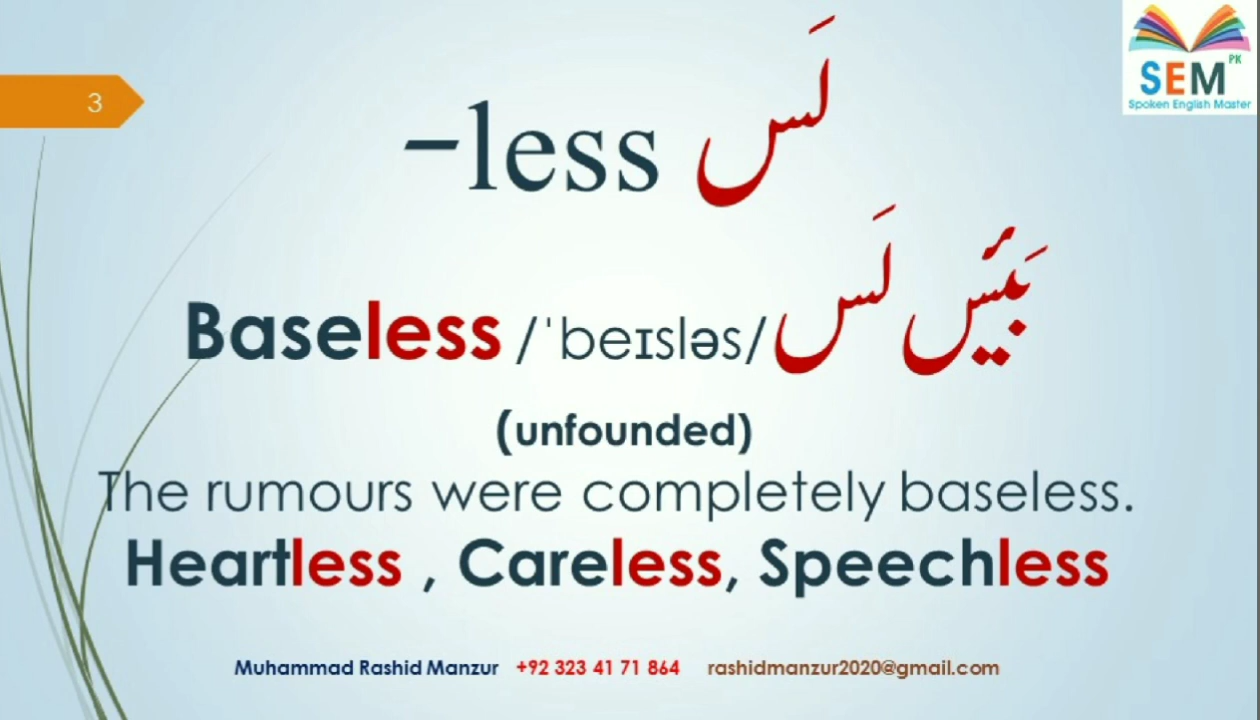 3
SEM PK
Spoken English Master
-less لَس
Baseless /ˈbeɪsləs/ بَئیس لَس
(unfounded)
The rumours were completely baseless.
Heartless , Careless, Speechless
Muhammad Rashid Manzur +92 323 41 71 864 rashidmanzur2020@gmail.com